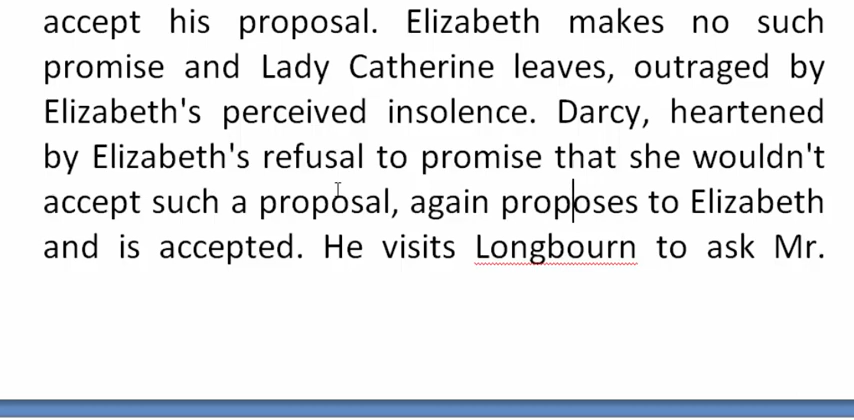 accept his proposal. Elizabeth makes no such
promise and Lady Catherine leaves, outraged by
Elizabeth's perceived insolence. Darcy, heartened
by Elizabeth's refusal to promise that she wouldn't
accept such a proposal, again proposes to Elizabeth
and is accepted. He visits Longbourn to ask Mr.